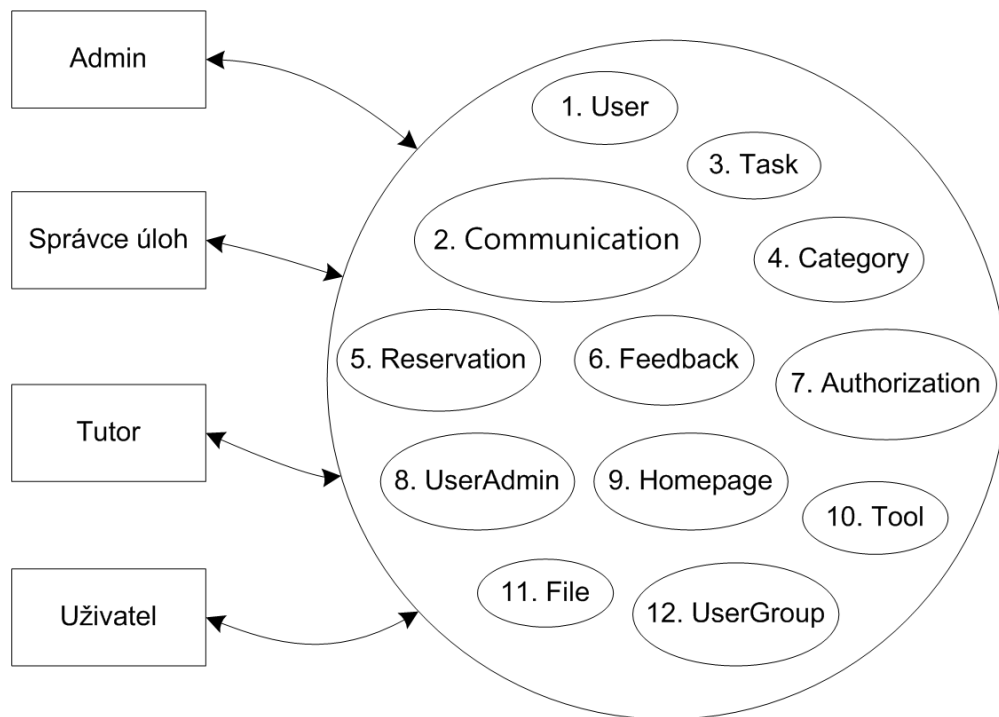 Admin
Správce úloh
Tutor
Uživatel
1. User
3. Task
2. Communication
4. Category
5. Reservation
6. Feedback
7. Authorization
8. UserAdmin
9. Homepage
10. Tool
11. File
12. UserGroup